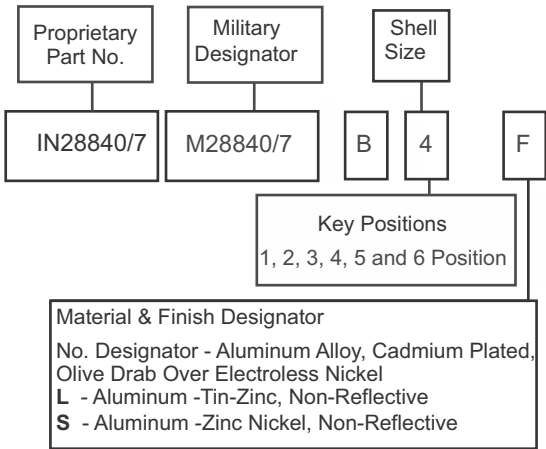 Proprietary
Part No.
Military
Designator
Shell
Size
IN28840/7
M28840/7
B
4
F
Key Positions
1, 2, 3, 4, 5 and 6 Position
Material & Finish Designator
No. Designator - Aluminum Alloy, Cadmium Plated,
Olive Drab Over Electroless Nickel
L - Aluminum -Tin-Zinc, Non-Reflective
S - Aluminum -Zinc Nickel, Non-Reflective